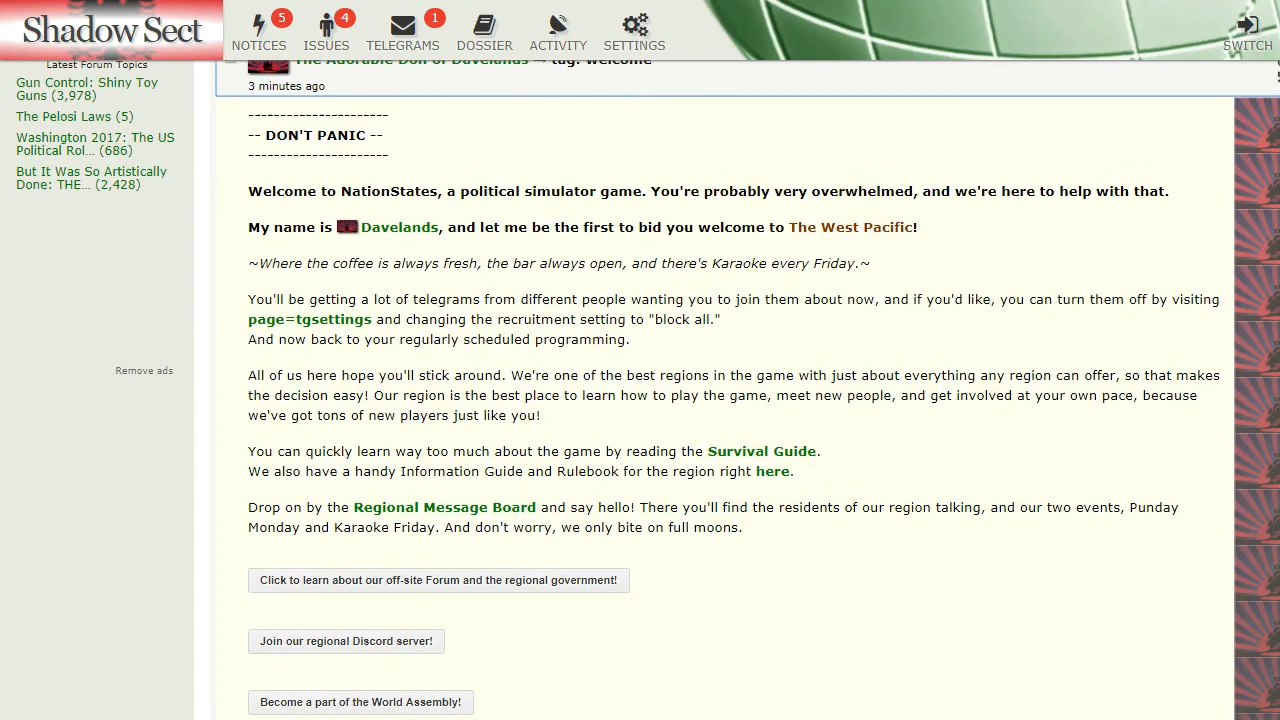 Shadow Sect
5
4
1
NOTICES ISSUES TELEGRAMS DOSSIER ACTIVITY SETTINGS SWITCH
Latest Forum Topics
Gun Control: Shiny Toy
Guns (3,978)
The Pelosi Laws (5)
Washington 2017: The US
Political Rol... (686)
But It Was So Artistically
Done: THE... (2,428)
Remove ads
The Adorable Don of Davelands → tag: welcome
3 minutes ago
----------------------
-- DON'T PANIC --
----------------------
Welcome to NationStates, a political simulator game. You're probably very overwhelmed, and we're here to help with that.
My name is Davelands, and let me be the first to bid you welcome to The West Pacific!
~Where the coffee is always fresh, the bar always open, and there's Karaoke every Friday.~
You'll be getting a lot of telegrams from different people wanting you to join them about now, and if you'd like, you can turn them off by visiting
page=tgsettings and changing the recruitment setting to "block all."
And now back to your regularly scheduled programming.
All of us here hope you'll stick around. We're one of the best regions in the game with just about everything any region can offer, so that makes
the decision easy! Our region is the best place to learn how to play the game, meet new people, and get involved at your own pace, because
we've got tons of new players just like you!
You can quickly learn way too much about the game by reading the Survival Guide.
We also have a handy Information Guide and Rulebook for the region right here.
Drop on by the Regional Message Board and say hello! There you'll find the residents of our region talking, and our two events, Punday
Monday and Karaoke Friday. And don't worry, we only bite on full moons.
Click to learn about our off-site Forum and the regional government!
Join our regional Discord server!
Become a part of the World Assembly!